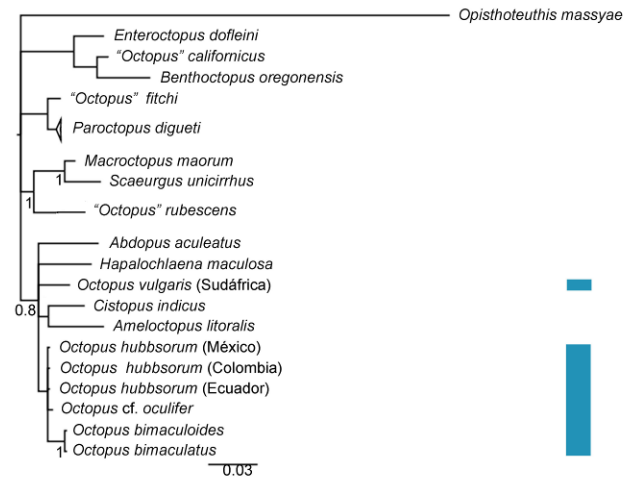 Opisthoteuthis massyae
Enteroctopus dofleini
“Octopus” californicus
Benthoctopus oregonensis
“Octopus” fitchi
Paroctopus digueti
Macroctopus maorum
1
Scaeurgus unicirrhus
1
“Octopus” rubescens
Abdopus aculeatus
Hapalochlaena maculosa
Octopus vulgaris (Sudáfrica)
Cistopus indicus
0.8
Ameloctopus litoralis
Octopus hubbsorum (México)
Octopus hubbsorum (Colombia)
Octopus hubbsorum (Ecuador)
Octopus cf. oculifer
Octopus bimaculoides
1
Octopus bimaculatus
0.03